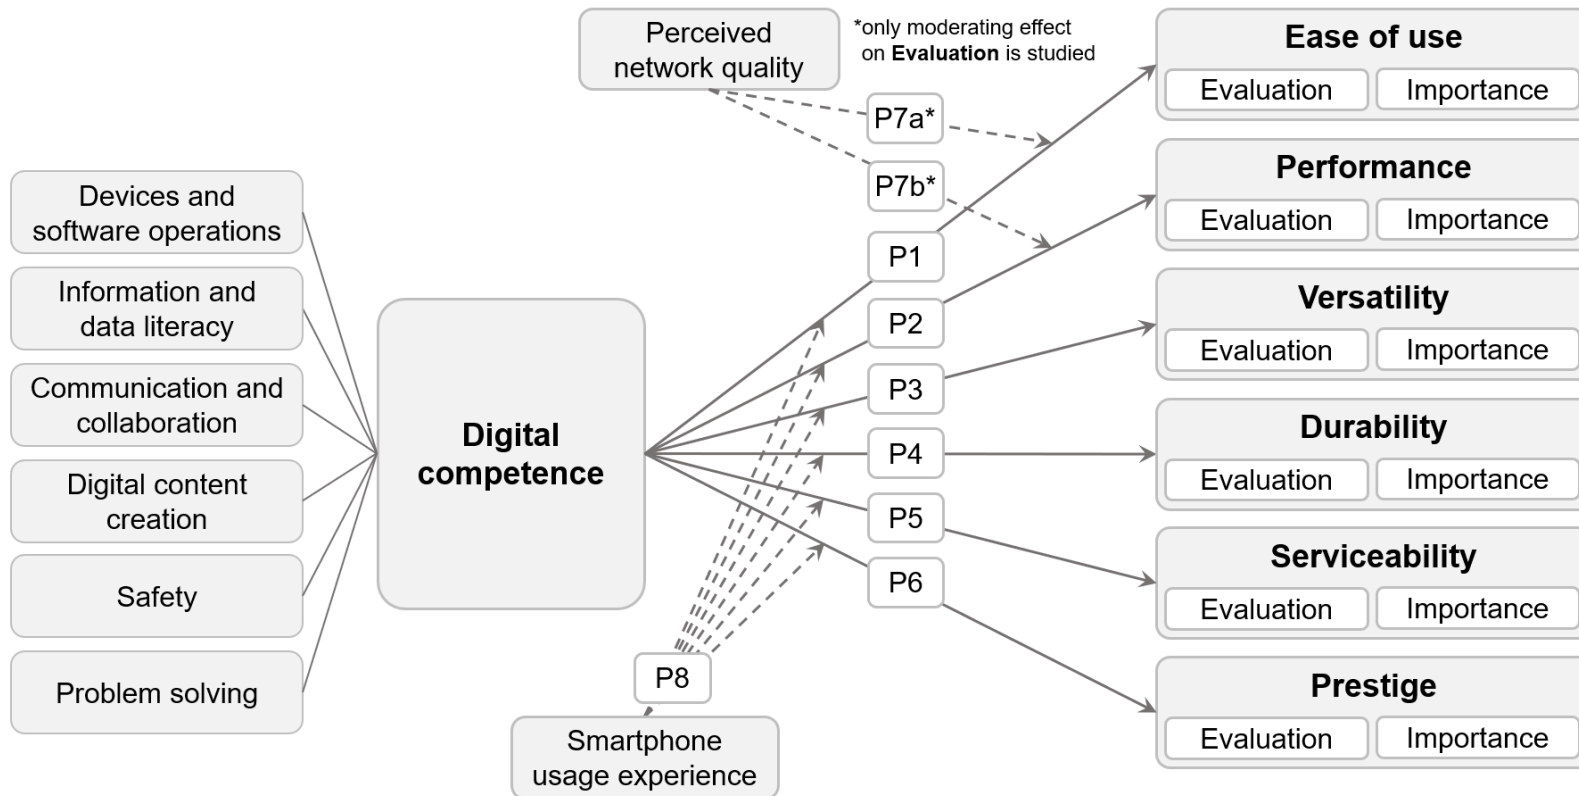 Perceived
network quality
*only moderating effect
on Evaluation is studied
P7a*
P7b*
P1
P2
P3
P4
P5
P6
Devices and
software operations
Information and
data literacy
Communication and
collaboration
Digital content
creation
Safety
Problem solving
Digital
competence
P8
Smartphone
usage experience
Ease of use
Evaluation Importance
Performance
Evaluation Importance
Versatility
Evaluation Importance
Durability
Evaluation Importance
Serviceability
Evaluation Importance
Prestige
Evaluation Importance